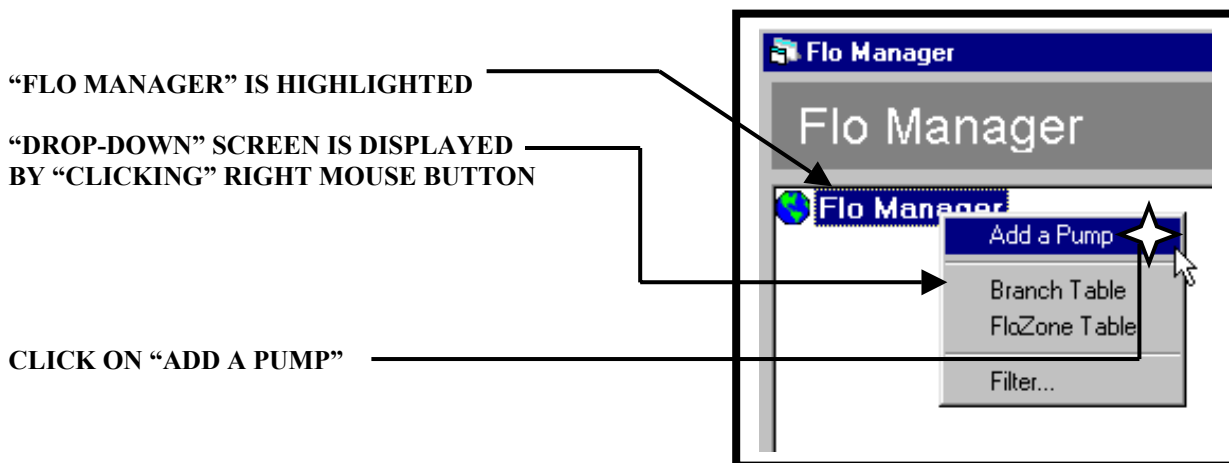 Flo Manager
“FLO MANAGER” IS HIGHLIGHTED
Flo Manager
“DROP-DOWN” SCREEN IS DISPLAYED
BY “CLICKING” RIGHT MOUSE BUTTON
Flo Manager
Add a Pump
Branch Table
FloZone Table
CLICK ON “ADD A PUMP”
Filter...